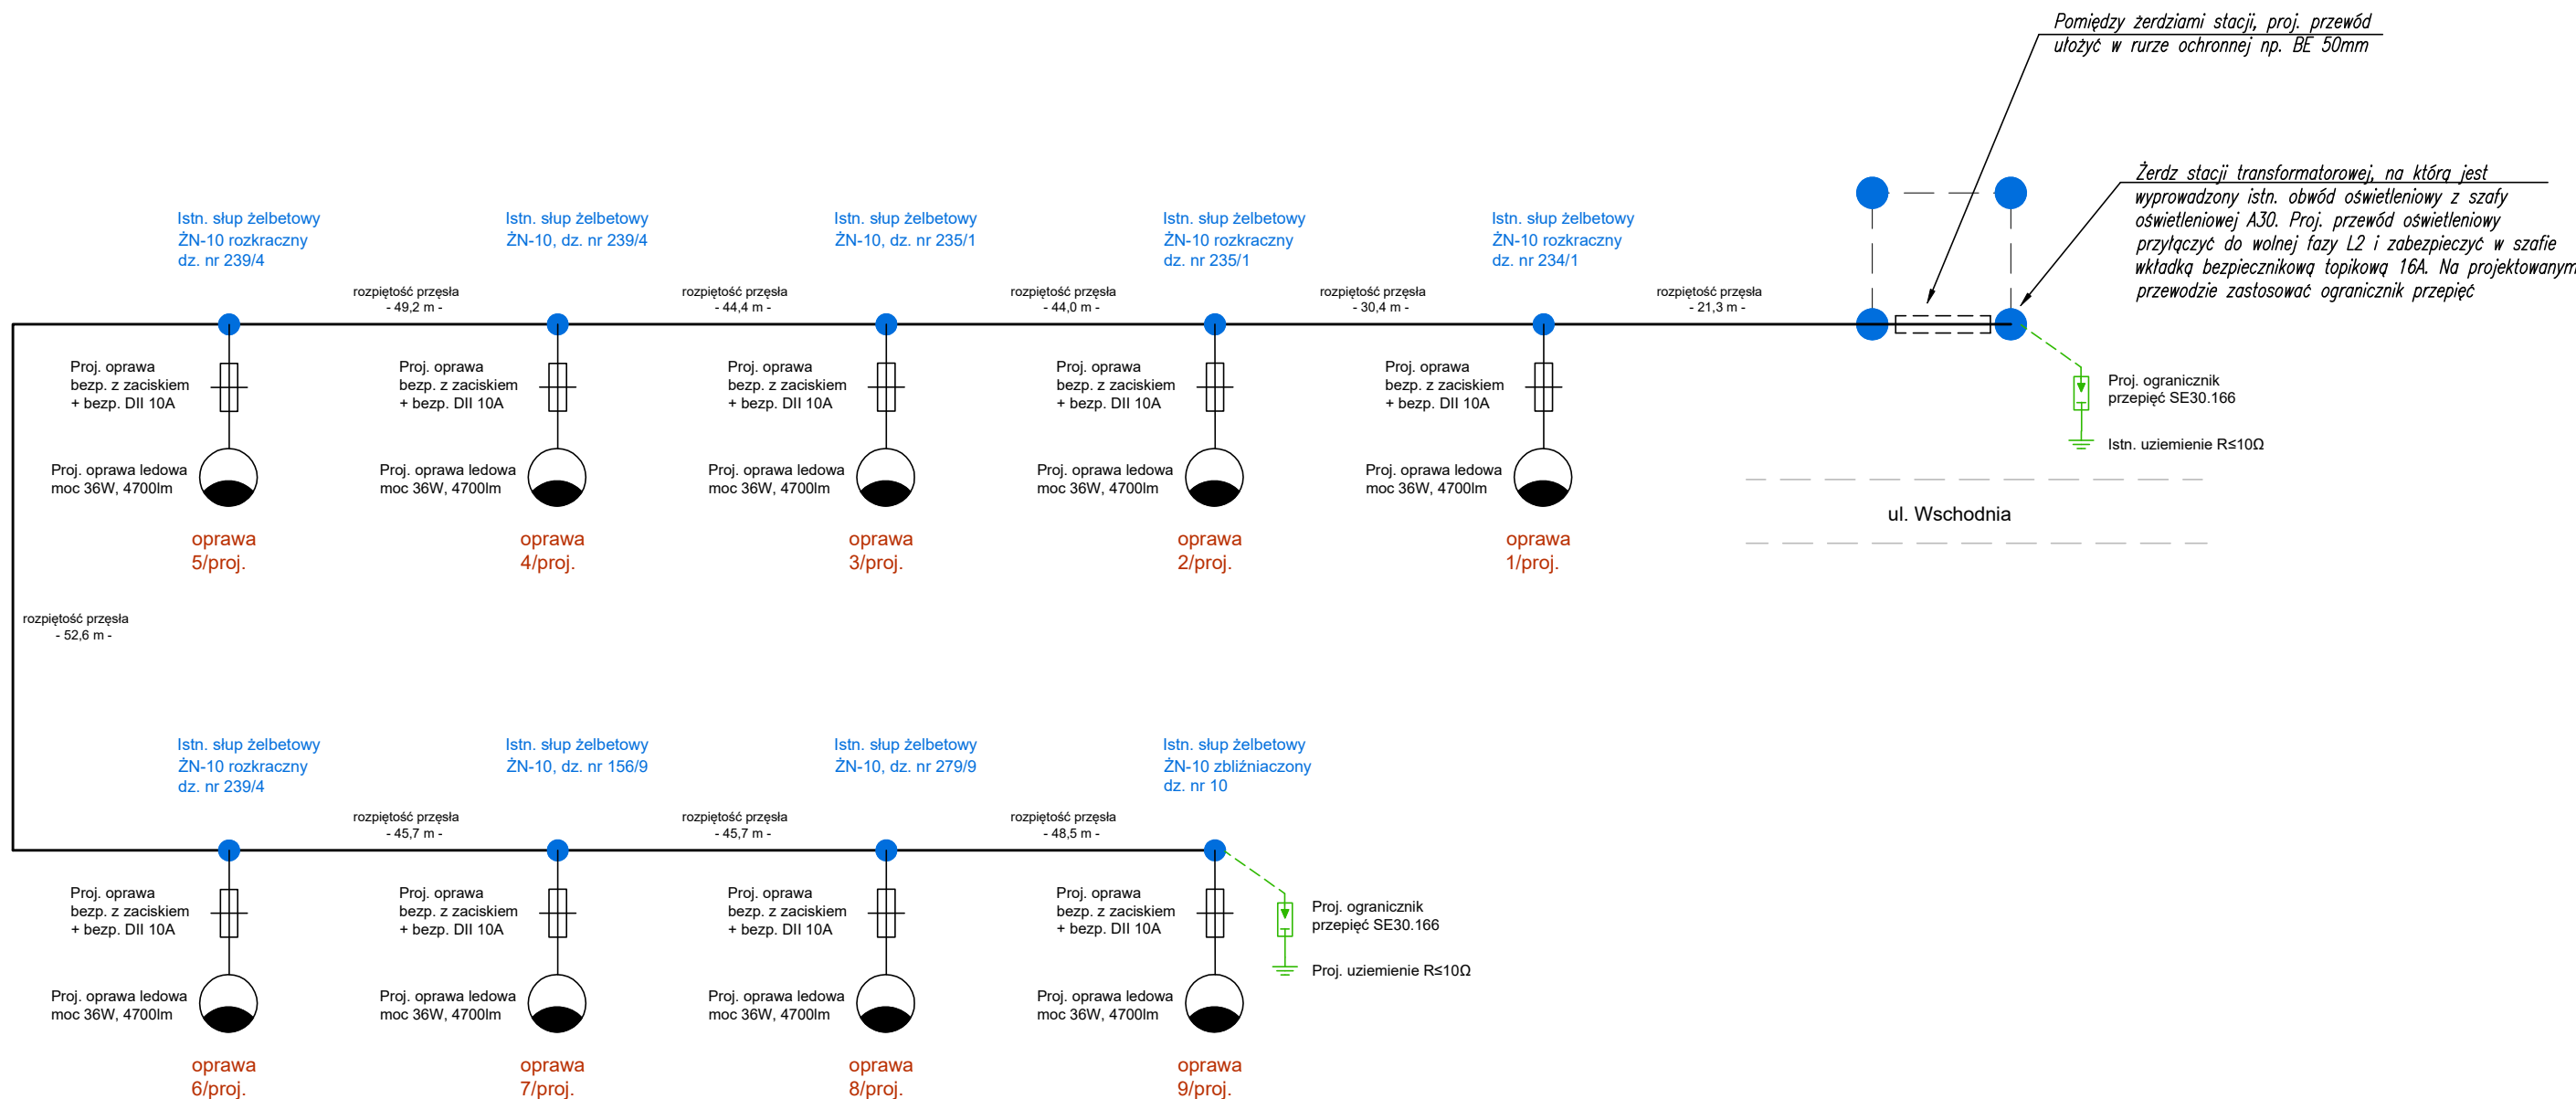 Pomiędzy żerdziami stacji, proj. przewód
ułożyć w rurze ochronnej np. BE 50mm
Żerdz stacji transformatorowej, na którą jest
wyprowadzony istn. obwód oświetleniowy z szafy
oświetleniowej A30. Proj. przewód oświetleniowy
przyłączyć do wolnej fazy L2 i zabezpieczyć w szafie
wkładką bezpiecznikową topikową 16A. Na projektowanym
przewodzie zastosować ogranicznik przepięć
Istn. słup żelbetowy
ŻN-10 rozkraczny
dz. nr 239/4
Istn. słup żelbetowy
ŻN-10, dz. nr 239/4
Istn. słup żelbetowy
ŻN-10, dz. nr 235/1
Istn. słup żelbetowy
ŻN-10 rozkraczny
dz. nr 235/1
Istn. słup żelbetowy
ŻN-10 rozkraczny
dz. nr 234/1
rozpiętość przęsła
- 49,2 m -
rozpiętość przęsła
- 44,4 m -
rozpiętość przęsła
- 44,0 m -
rozpiętość przęsła
- 30,4 m -
rozpiętość przęsła
- 21,3 m -
Proj. oprawa
bezp. z zaciskiem
+ bezp. DII 10A
Proj. oprawa
bezp. z zaciskiem
+ bezp. DII 10A
Proj. oprawa
bezp. z zaciskiem
+ bezp. DII 10A
Proj. oprawa
bezp. z zaciskiem
+ bezp. DII 10A
Proj. oprawa
bezp. z zaciskiem
+ bezp. DII 10A
Proj. ogranicznik
przepięć SE30.166
Istn. uziemienie R≤10Ω
Proj. oprawa ledowa
moc 36W, 4700lm
Proj. oprawa ledowa
moc 36W, 4700lm
Proj. oprawa ledowa
moc 36W, 4700lm
Proj. oprawa ledowa
moc 36W, 4700lm
Proj. oprawa ledowa
moc 36W, 4700lm
ul. Wschodnia
oprawa
5/proj.
oprawa
4/proj.
oprawa
3/proj.
oprawa
2/proj.
oprawa
1/proj.
rozpiętość przęsła
- 52,6 m -
Istn. słup żelbetowy
ŻN-10 rozkraczny
dz. nr 239/4
Istn. słup żelbetowy
ŻN-10, dz. nr 156/9
Istn. słup żelbetowy
ŻN-10, dz. nr 279/9
Istn. słup żelbetowy
ŻN-10 zbliźniaczony
dz. nr 10
rozpiętość przęsła
- 45,7 m -
rozpiętość przęsła
- 45,7 m -
rozpiętość przęsła
- 48,5 m -
Proj. oprawa
bezp. z zaciskiem
+ bezp. DII 10A
Proj. oprawa
bezp. z zaciskiem
+ bezp. DII 10A
Proj. oprawa
bezp. z zaciskiem
+ bezp. DII 10A
Proj. oprawa
bezp. z zaciskiem
+ bezp. DII 10A
Proj. ogranicznik
przepięć SE30.166
Proj. uziemienie R≤10Ω
Proj. oprawa ledowa
moc 36W, 4700lm
Proj. oprawa ledowa
moc 36W, 4700lm
Proj. oprawa ledowa
moc 36W, 4700lm
Proj. oprawa ledowa
moc 36W, 4700lm
oprawa
6/proj.
oprawa
7/proj.
oprawa
8/proj.
oprawa
9/proj.